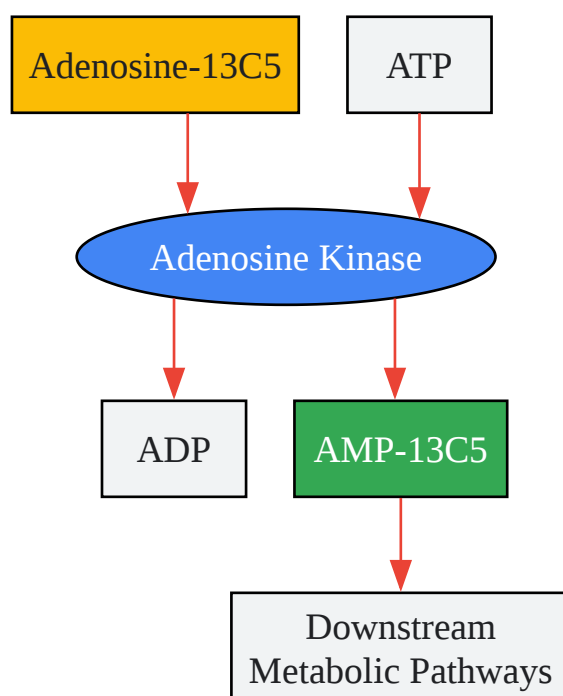 Adenosine-13C5
ATP
Adenosine Kinase
ADP
AMP-13C5
Downstream
Metabolic Pathways